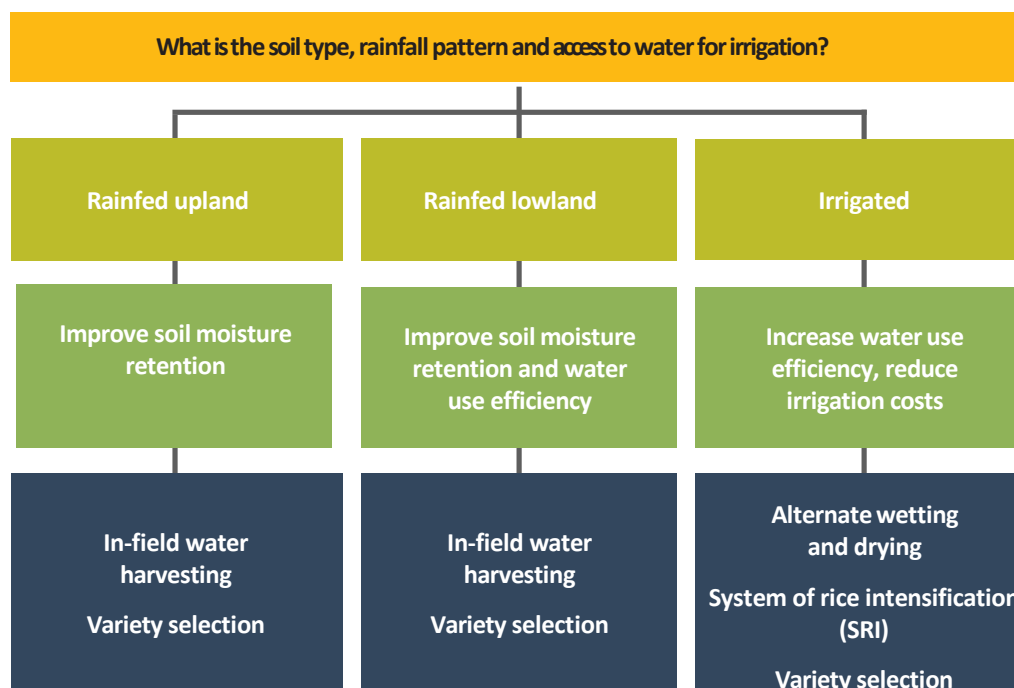 What is the soil type, rainfall pattern and access to water for irrigation?
Rainfed upland
Rainfed lowland
Irrigated
Improve soil moisture
retention
Improve soil moisture
retention and water
use efficiency
Increase water use
efficiency, reduce
irrigation costs
In-field water
harvesting
Variety selection
In-field water
harvesting
Variety selection
Alternate wetting
and drying
System of rice intensification
(SRI)
Variety selection